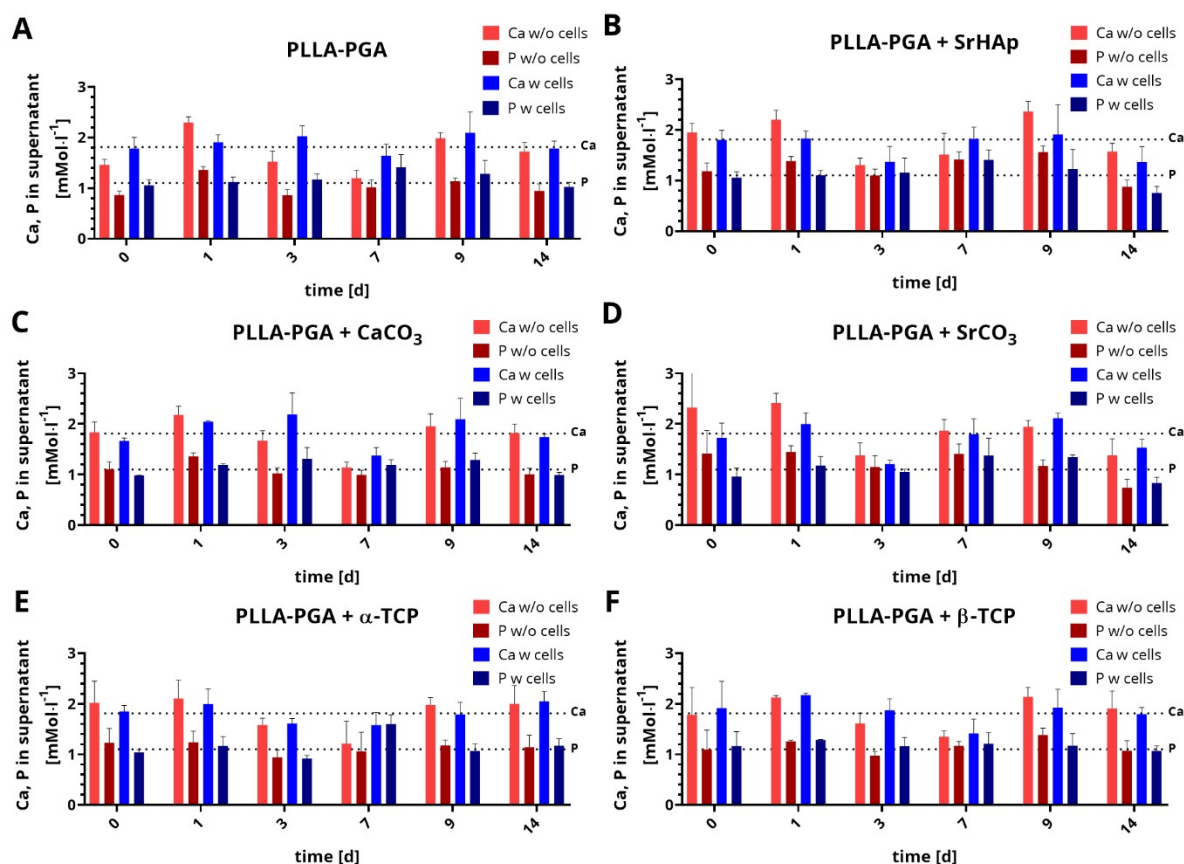 A
PLLA-PGA
Ca w/o cells
P w/o cells
Ca w cells
P w cells
Ca, P in supernatant
[mMol·l⁻¹]
3
2
1
0
Ca
P
0
1
3
7
9
14
time [d]
B
PLLA-PGA + SrHAp
Ca w/o cells
P w/o cells
Ca w cells
P w cells
Ca, P in supernatant
[mMol·l⁻¹]
3
2
1
0
Ca
P
0
1
3
7
9
14
time [d]
C
PLLA-PGA + CaCO₃
Ca w/o cells
P w/o cells
Ca w cells
P w cells
Ca, P in supernatant
[mMol·l⁻¹]
3
2
1
0
Ca
P
0
1
3
7
9
14
time [d]
D
PLLA-PGA + SrCO₃
Ca w/o cells
P w/o cells
Ca w cells
P w cells
Ca, P in supernatant
[mMol·l⁻¹]
3
2
1
0
Ca
P
0
1
3
7
9
14
time [d]
E
PLLA-PGA + α-TCP
Ca w/o cells
P w/o cells
Ca w cells
P w cells
Ca, P in supernatant
[mMol·l⁻¹]
3
2
1
0
Ca
P
0
1
3
7
9
14
time [d]
F
PLLA-PGA + β-TCP
Ca w/o cells
P w/o cells
Ca w cells
P w cells
Ca, P in supernatant
[mMol·l⁻¹]
3
2
1
0
Ca
P
0
1
3
7
9
14
time [d]